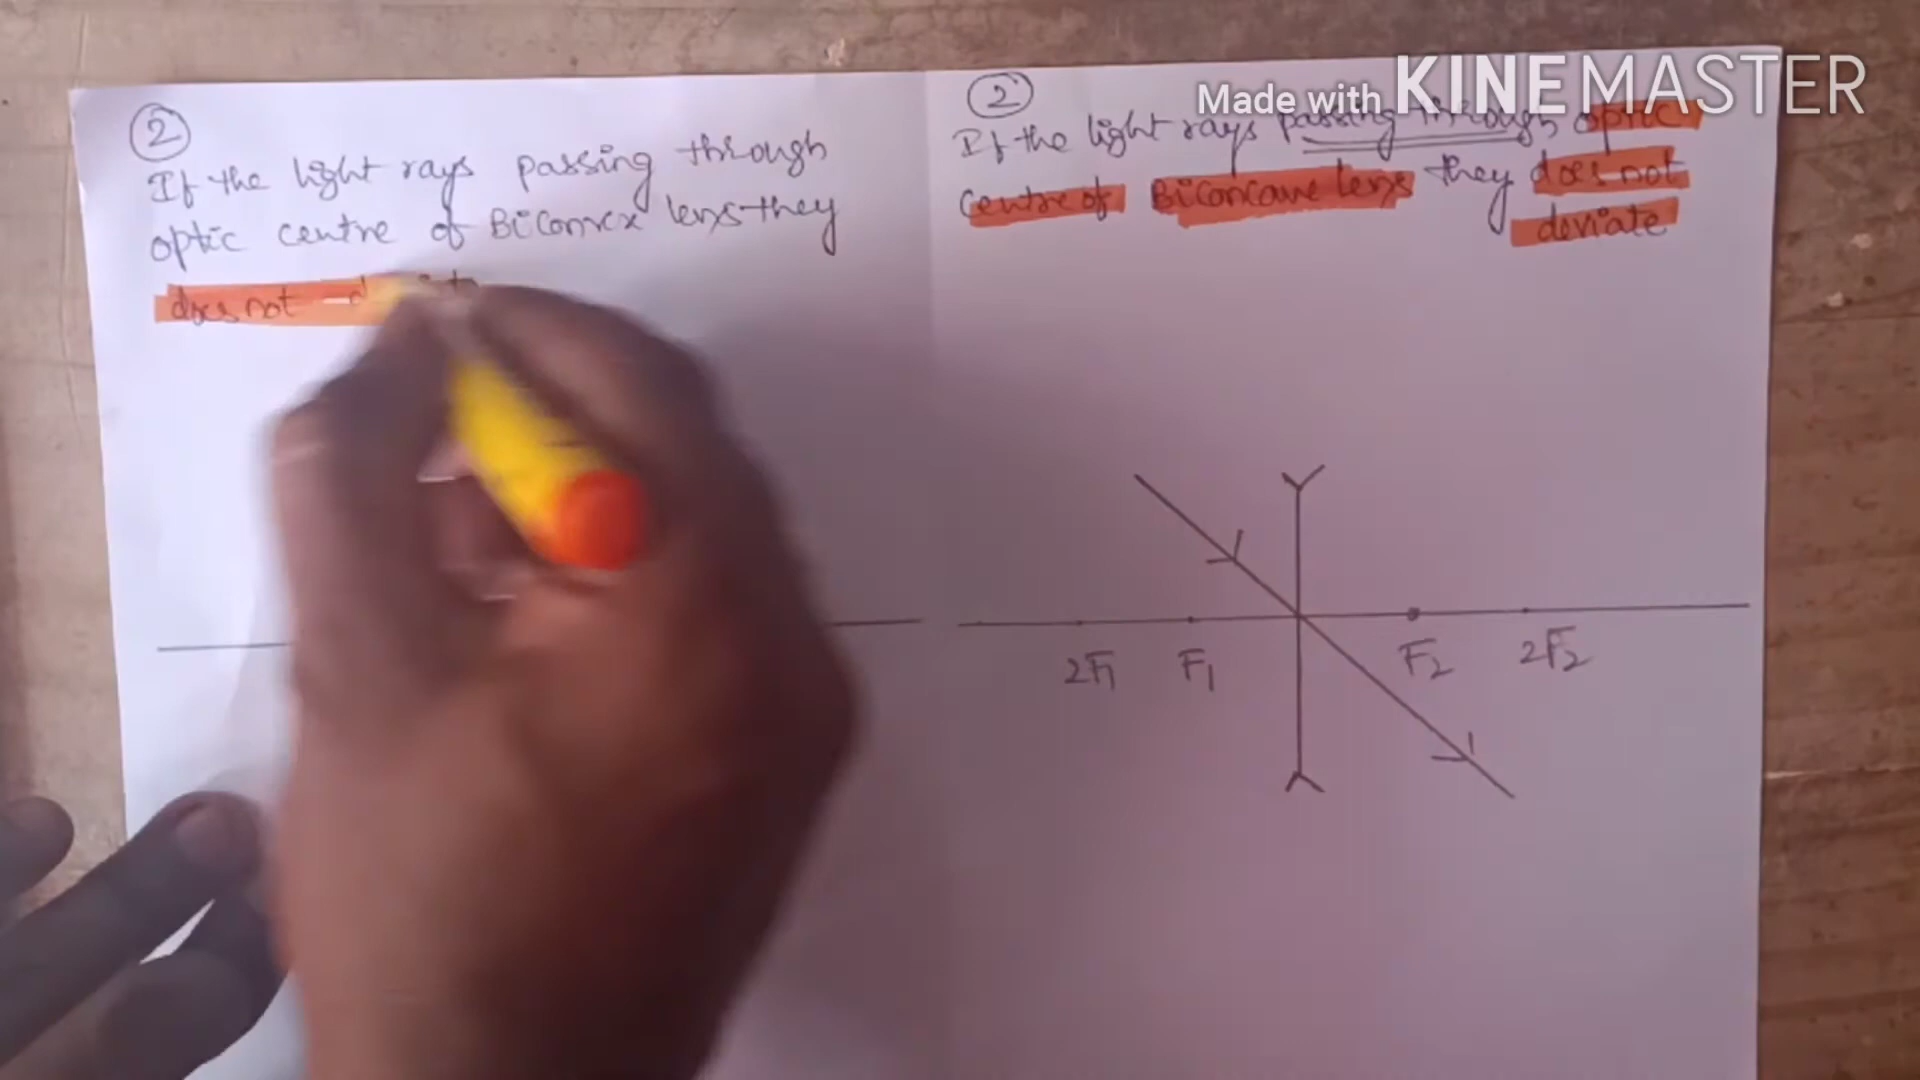 2
If the light rays passing through
optic centre of Biconvex lens they
does not
2
If the light rays passing through optic
centre of Biconcave lens they does not
deviate
2F1 F1 F2 2F2
Made with KINEMASTER